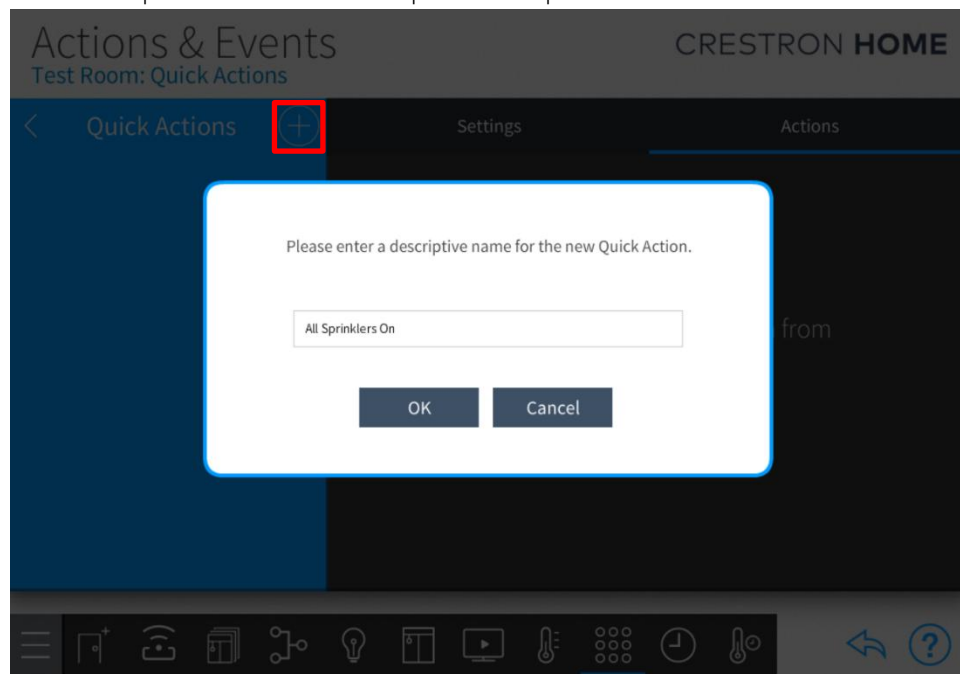 Actions & Events
CRESTRON HOME
Test Room: Quick Actions
Quick Actions
Settings
Actions
Please enter a descriptive name for the new Quick Action.
from
All Sprinklers On
OK
Cancel
?